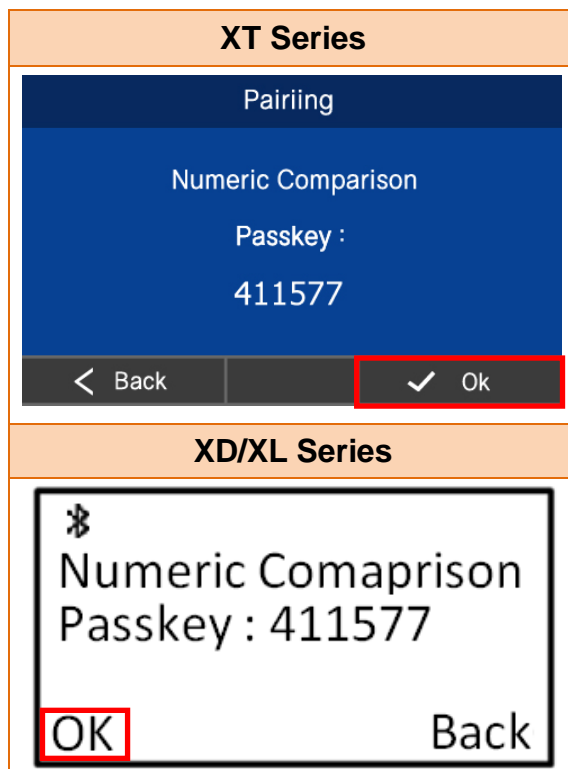 XT Series
Pairiing
Numeric Comparison
Passkey :
411577
Back Ok
XD/XL Series
Numeric Comaprison
Passkey : 411577
OK Back